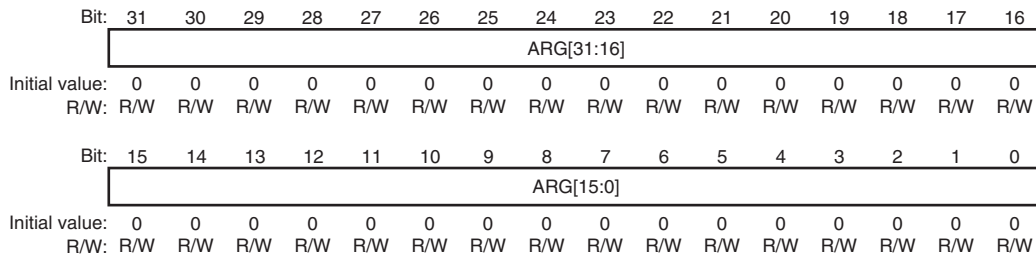 Bit: 31 30 29 28 27 26 25 24 23 22 21 20 19 18 17 16
ARG[31:16]
Initial value: 0 0 0 0 0 0 0 0 0 0 0 0 0 0 0 0
R/W: R/W R/W R/W R/W R/W R/W R/W R/W R/W R/W R/W R/W R/W R/W R/W R/W
Bit: 15 14 13 12 11 10 9 8 7 6 5 4 3 2 1 0
ARG[15:0]
Initial value: 0 0 0 0 0 0 0 0 0 0 0 0 0 0 0 0
R/W: R/W R/W R/W R/W R/W R/W R/W R/W R/W R/W R/W R/W R/W R/W R/W R/W